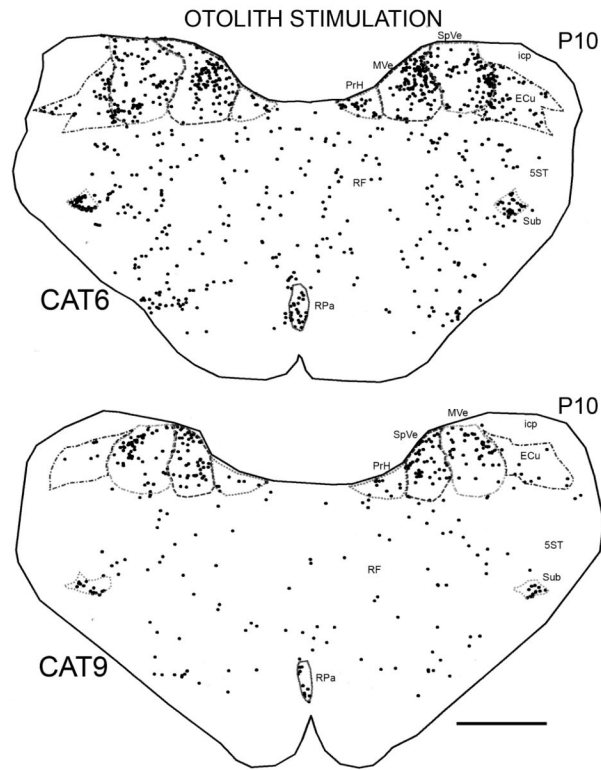 OTOLITH STIMULATION
P10
SpVe
MVe
icp
PrH
ECu
5ST
RF
Sub
CAT6
RPa
P10
MVe
icp
SpVe
ECu
PrH
5ST
RF
Sub
CAT9
RPa